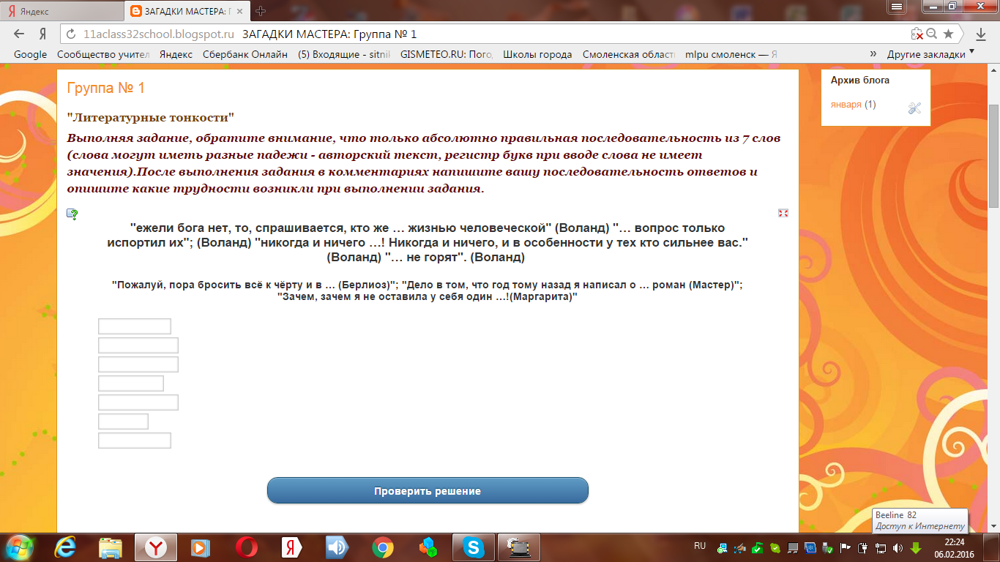 Яндекс
ЗАГАДКИ МАСТЕРА: Г
11aclass32school.blogspot.ru ЗАГАДКИ МАСТЕРА: Группа № 1
Google Сообщество учител Яндекс Сбербанк Онлайн (5) Входящие - sitnik GISMETEO.RU: Пого Школы города Смоленская област mlpu смоленск — Я » Другие закладки
Группа № 1
"Литературные тонкости"
Выполняя задание, обратите внимание, что только абсолютно правильная последовательность из 7 слов
(слова могут иметь разные падежи - авторский текст, регистр букв при вводе слова не имеет
значения).После выполнения задания в комментариях напишите вашу последовательность ответов и
опишите какие трудности возникли при выполнении задания.
"ежели бога нет, то, спрашивается, кто же … жизнью человеческой" (Воланд) "… вопрос только
испортил их"; (Воланд) "никогда и ничего …! Никогда и ничего, и в особенности у тех кто сильнее вас."
(Воланд) "… не горят". (Воланд)
"Пожалуй, пора бросить всё к чёрту и в … (Берлиоз)"; "Дело в том, что год тому назад я написал о … роман (Мастер)";
"Зачем, зачем я не оставила у себя один …!(Маргарита)"
Проверить решение
Архив блога
января (1)
Beeline 82
Доступ к Интернету
RU
22:24
06.02.2016